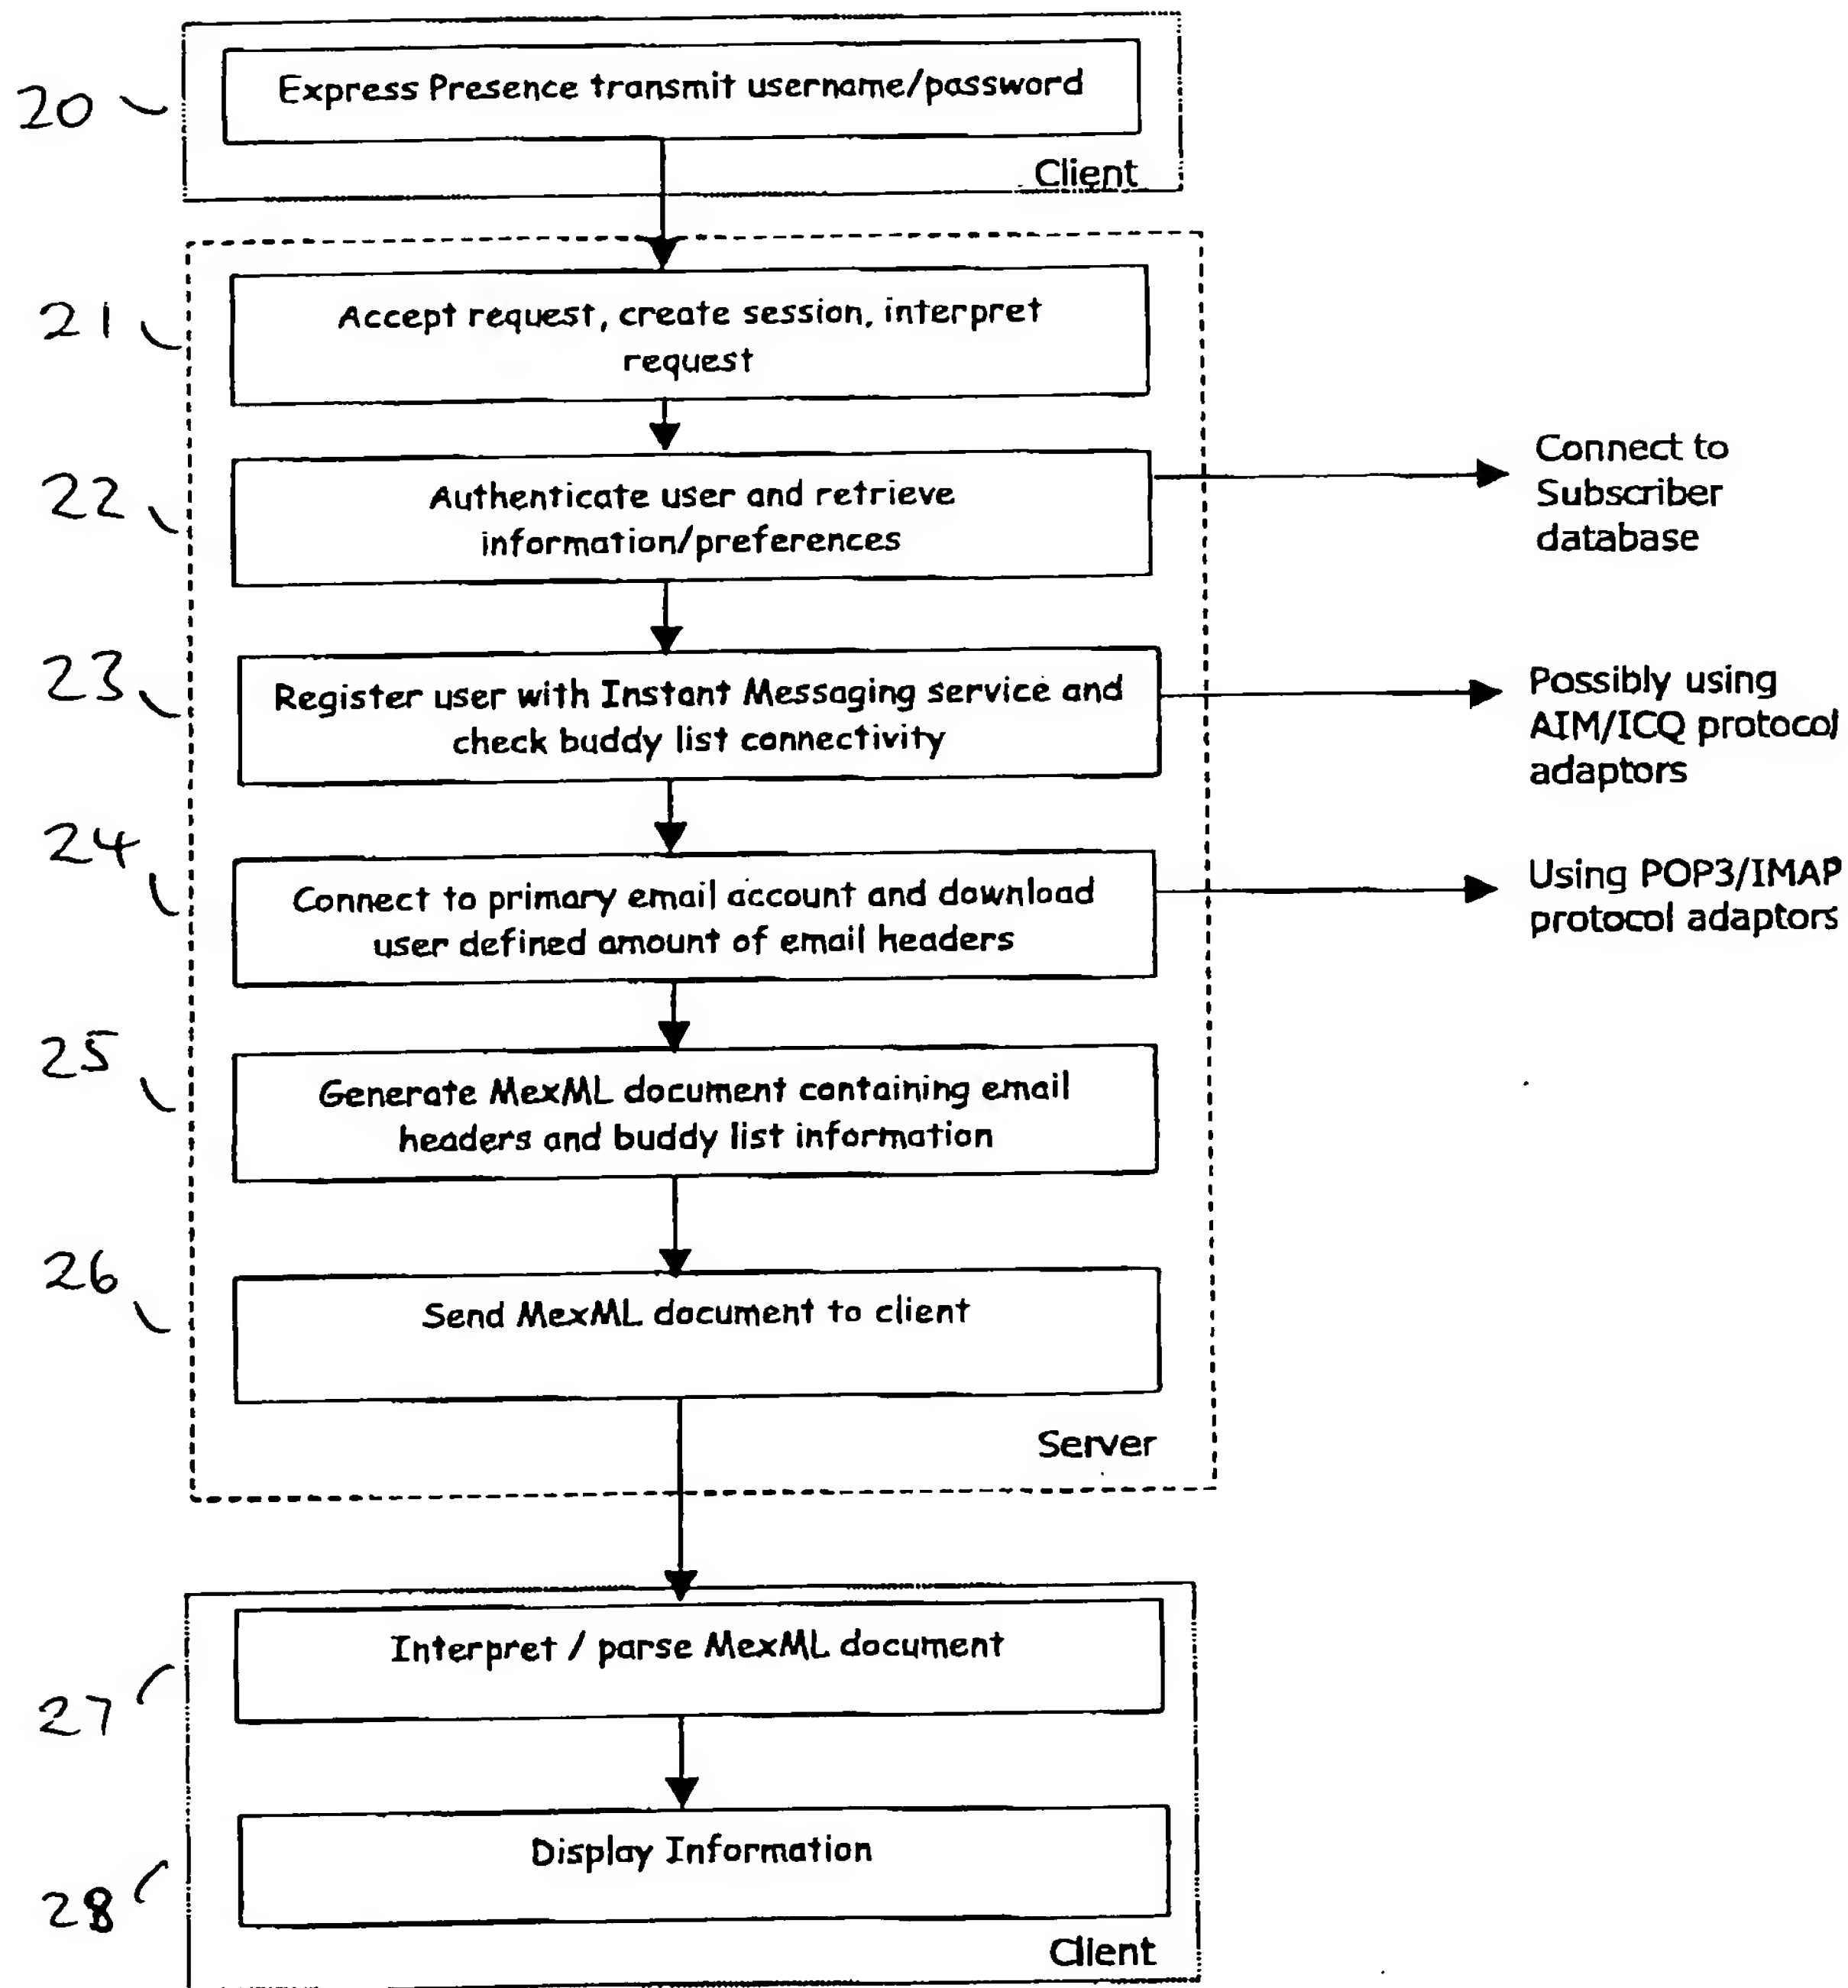 20
Express Presence transmit username/password
Client
21
Accept request, create session, interpret
request
22
Authenticate user and retrieve
information/preferences
Connect to
Subscriber
database
23
Register user with Instant Messaging service and
check buddy list connectivity
Possibly using
AIM/ICQ protocol
adaptors
24
Connect to primary email account and download
user defined amount of email headers
Using POP3/IMAP
protocol adaptors
25
Generate MexML document containing email
headers and buddy list information
26
Send MexML document to client
Server
27
Interpret / parse MexML document
28
Display Information
Client